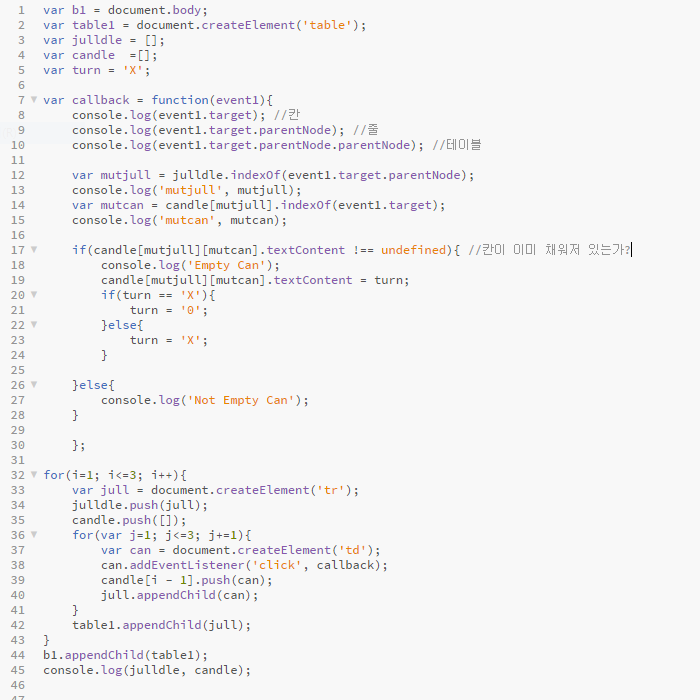 1 var b1 = document.body;
2 var table1 = document.createElement('table');
3 var julldle = [];
4 var candle  =[];
5 var turn = 'X';
6
7 var callback = function(event1){
8     console.log(event1.target); //칸
9     console.log(event1.target.parentNode); //줄
10     console.log(event1.target.parentNode.parentNode); //테이블
11
12     var mutjull = julldle.indexOf(event1.target.parentNode);
13     console.log('mutjull', mutjull);
14     var mutcan = candle[mutjull].indexOf(event1.target);
15     console.log('mutcan', mutcan);
16
17     if(candle[mutjull][mutcan].textContent !== undefined){ //칸이 이미 채워저 있는가?
18         console.log('Empty Can');
19         candle[mutjull][mutcan].textContent = turn;
20         if(turn == 'X'){
21             turn = '0';
22         }else{
23             turn = 'X';
24         }
25
26     }else{
27         console.log('Not Empty Can');
28     }
29
30     };
31
32 for(i=1; i<=3; i++){
33     var jull = document.createElement('tr');
34     julldle.push(jull);
35     candle.push([]);
36     for(var j=1; j<=3; j+=1){
37         var can = document.createElement('td');
38         can.addEventListener('click', callback);
39         candle[i - 1].push(can);
40         jull.appendChild(can);
41     }
42     table1.appendChild(jull);
43 }
44 b1.appendChild(table1);
45 console.log(julldle, candle);
46